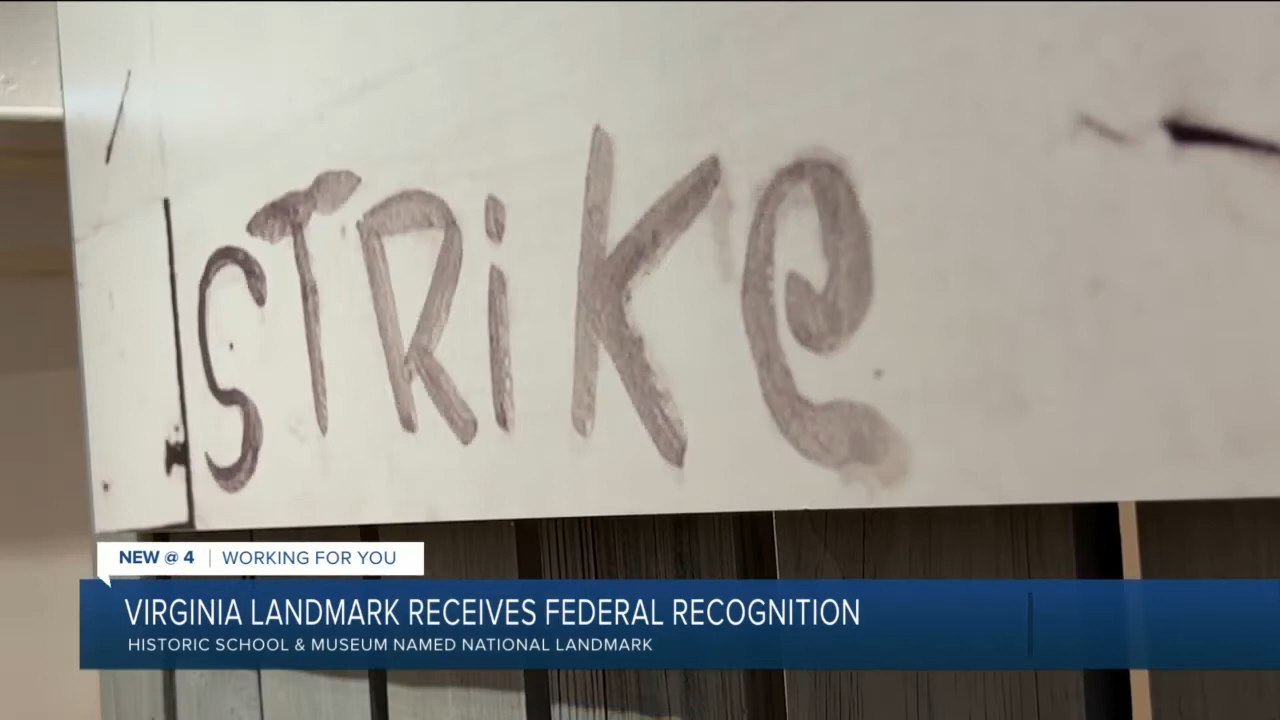 STRiKe
NEW @ 4 | WORKING FOR YOU
VIRGINIA LANDMARK RECEIVES FEDERAL RECOGNITION
HISTORIC SCHOOL & MUSEUM NAMED NATIONAL LANDMARK